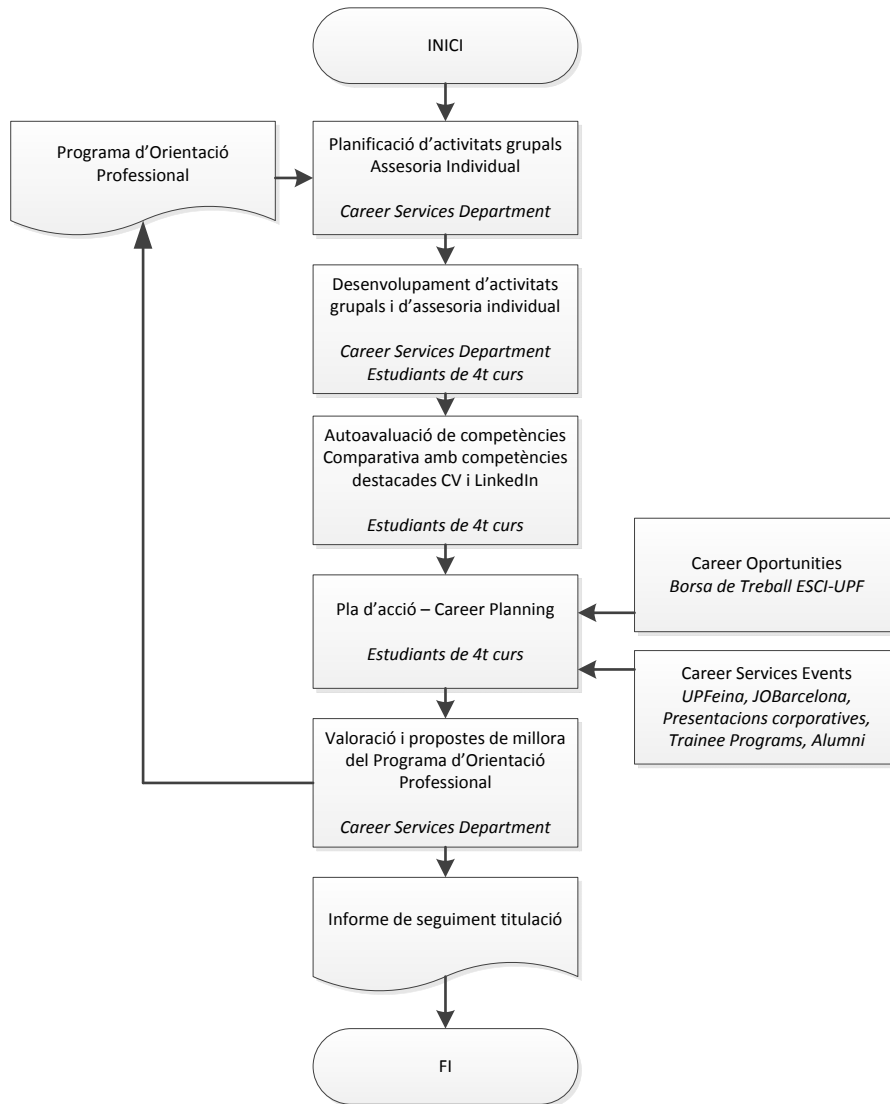 INICI
Programa d'Orientació
Professional
Planificació d'activitats grupals
Assesoria Individual
Career Services Department
Desenvolupament d'activitats
grupals i d'assesoria individual
Career Services Department
Estudiants de 4t curs
Autoavaluació de competències
Comparativa amb competències
destacades CV i LinkedIn
Estudiants de 4t curs
Career Oportunities
Borsa de Treball ESCI-UPF
Pla d'acció – Career Planning
Estudiants de 4t curs
Career Services Events
UPFeina, JOBarcelona,
Presentacions corporatives,
Trainee Programs, Alumni
Valoració i propostes de millora
del Programa d'Orientació
Professional
Career Services Department
Informe de seguiment titulació
FI